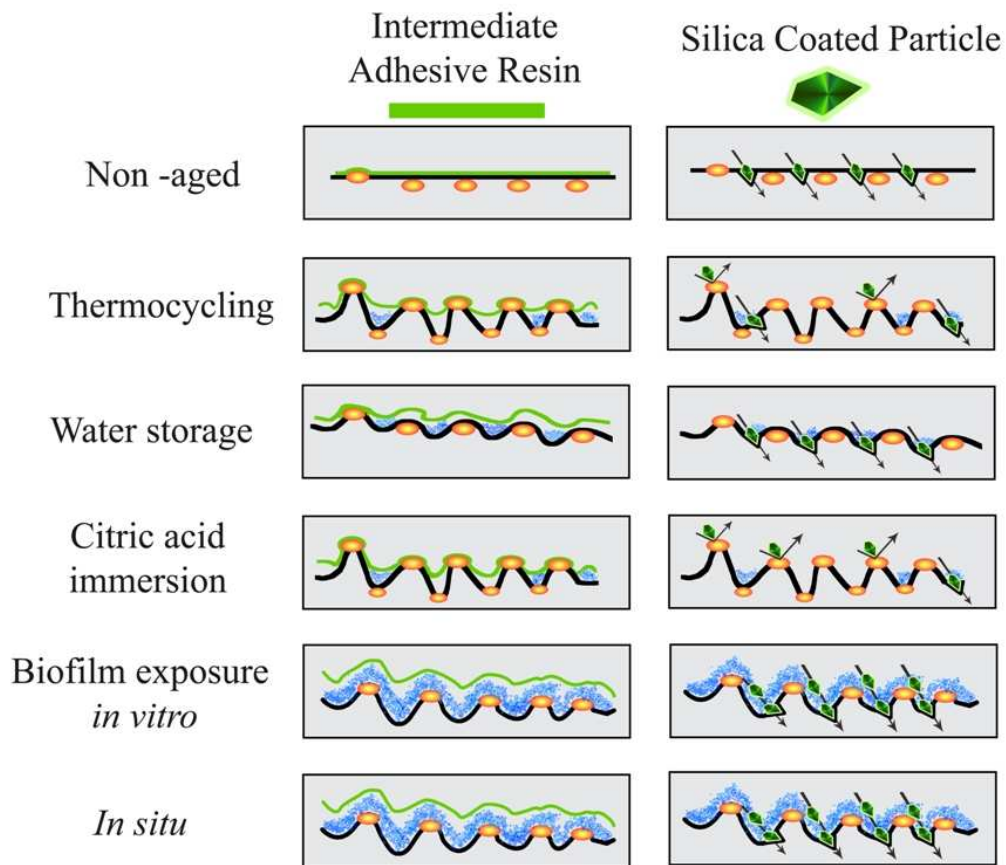 Intermediate
Adhesive Resin
Silica Coated Particle
Non -aged
Thermocycling
Water storage
Citric acid
immersion
Biofilm exposure
in vitro
In situ